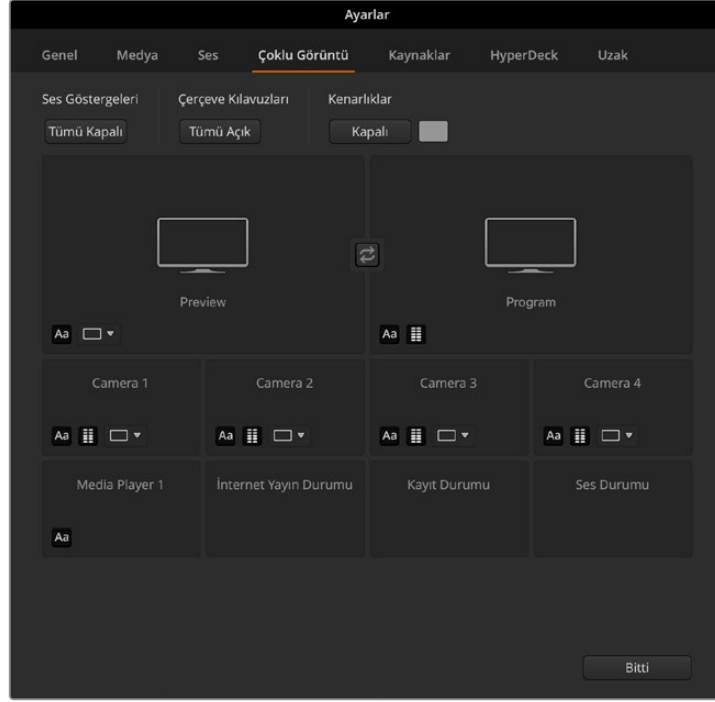 Ayarlar
Genel Medya Ses Çoklu Görüntü Kaynaklar HyperDeck Uzak
Ses Göstergeleri Çerçeve Kılavuzları Kenarlıklar
Tümü Kapalı Tümü Açık Kapalı
Preview Program
Aa Aa
Camera 1 Camera 2 Camera 3 Camera 4
Aa Aa Aa Aa
Media Player 1 İnternet Yayın Durumu Kayıt Durumu Ses Durumu
Aa
Bitti